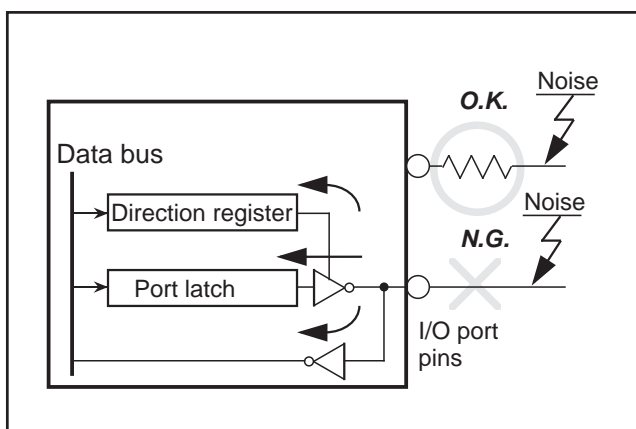 Noise
O.K.
Data bus
Direction register
Noise
N.G.
Port latch
I/O port
pins